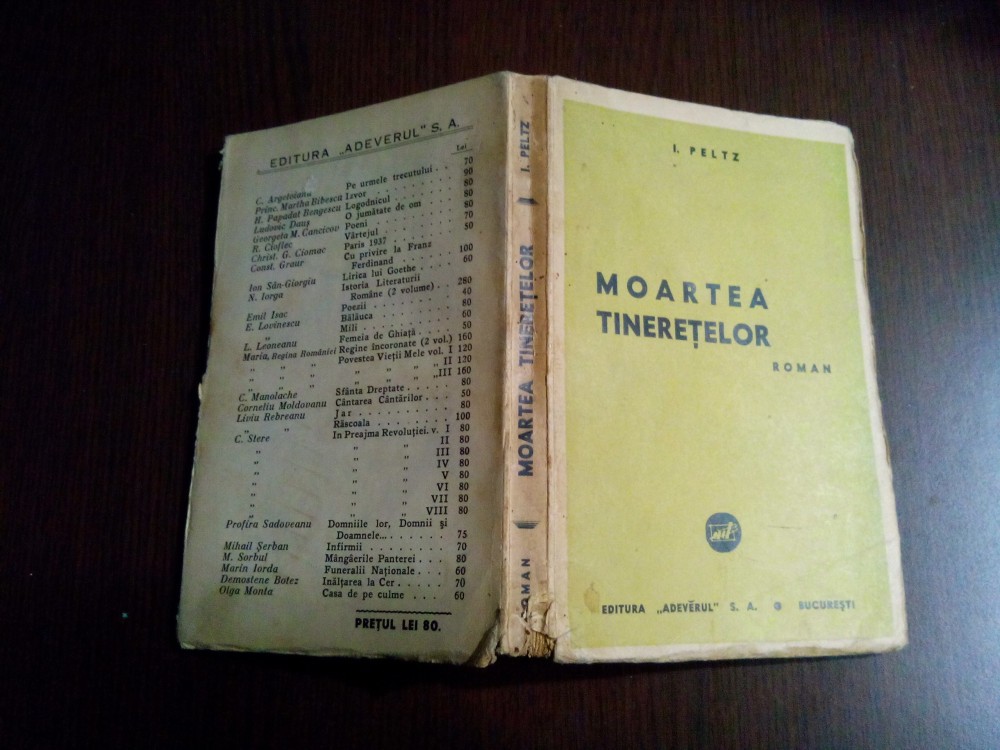 EDITURA „ADEVERUL" S. A.
Lei
C. Argetoianu Pe urmele trecutului . . 70
Princ. Martha Bibescu Izvor . . . . . . . . 90
H. Papadat Bengescu Logodnicul . . . . . . 80
Ludovic Dauş O jumătate de om . . . 80
Georgeta M. Cancicov Poeni . . . . . . . . 80
R. Cioflec Vârtejul . . . . . . . 70
Christ. G. Ciomac Paris 1937 . . . . . . 50
Const. Graur Cu privire la Franz
Ferdinand . . . . . . 100
Ion Sân-Giorgiu Lirica lui Goethe . . . . 60
N. Iorga Istoria Literaturii
Române (2 volume) . . 280
Emil Isac Poezii . . . . . . . . 40
E. Lovinescu Bălăuca . . . . . . . 80
„ Mili . . . . . . . . . 60
L. Leoneanu Femeia de Ghiaţă . . . . 50
Maria, Regina României Regine încoronate (2 vol.) 160
„ „ „ Povestea Vieţii Mele vol. I 120
„ „ „ „ „ „ „ II 120
„ „ „ „ „ „ „ III 160
C. Manolache Sfânta Dreptate . . . . . 80
Corneliu Moldovanu Cântarea Cântărilor . . . 50
Liviu Rebreanu Jar . . . . . . . . . 80
„ „ Răscoala . . . . . . . 100
C. Stere In Preajma Revoluţiei. v. I 80
„ „ „ II 80
„ „ „ III 80
„ „ „ IV 80
„ „ „ V 80
„ „ „ VI 80
„ „ „ VII 80
„ „ „ VIII 80
Profira Sadoveanu Domniile lor, Domnii şi
Doamnele... . . . . . . 75
Mihail Şerban Infirmii . . . . . . . . 70
M. Sorbul Mângâerile Panterei . . . 80
Marin Iorda Funeralii Naţionale . . . 60
Demostene Botez Inălţarea la Cer . . . . . 70
Olga Monta Casa de pe culme . . . 60
PREŢUL LEI 80.
ROMAN MOARTEA TINEREŢELOR I. PELTZ
I. PELTZ
MOARTEA
TINEREŢELOR
ROMAN
EDITURA „ADEVĔRUL" S. A. BUCUREŞTI